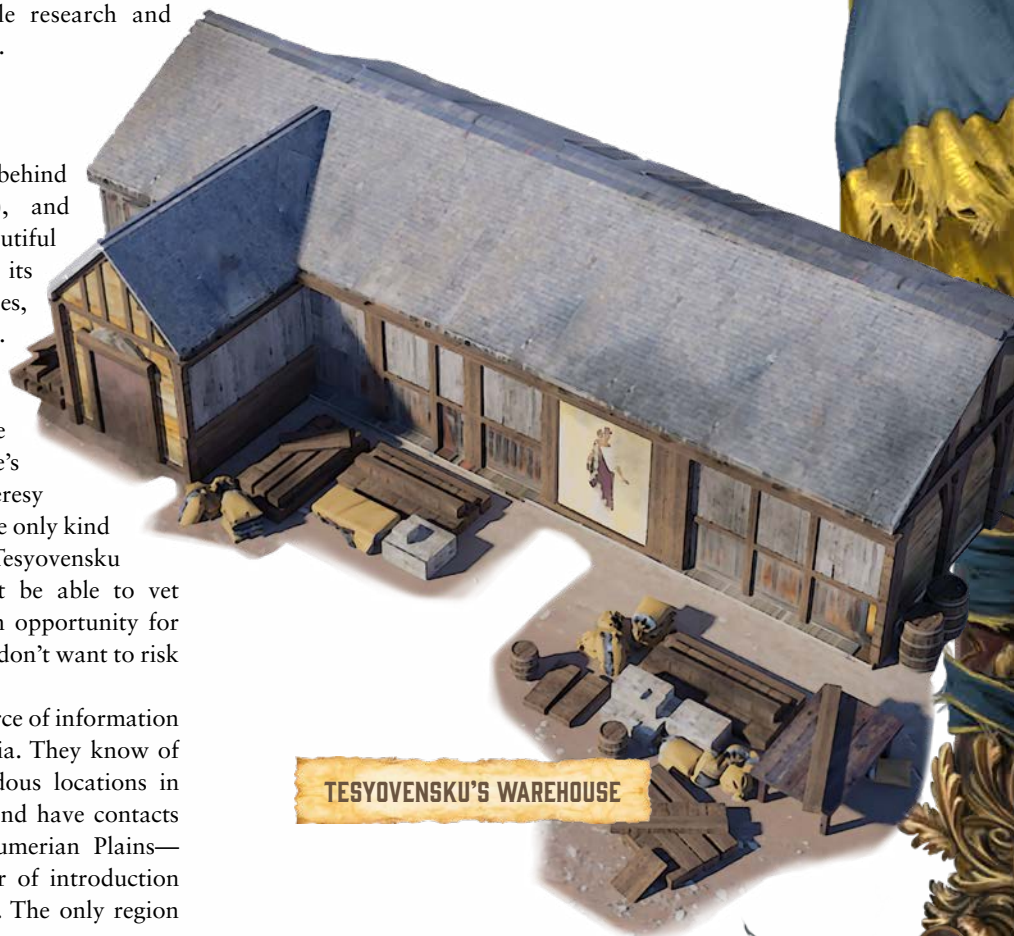 le research and
.
behind
, and
utiful
its
es,
.
e
e’s
eresy
e only kind
Tesyovensku
t be able to vet
n opportunity for
don’t want to risk
rce of information
ia. They know of
dous locations in
nd have contacts
umerian Plains—
r of introduction
. The only region
TESYOVENSKU’S WAREHOUSE